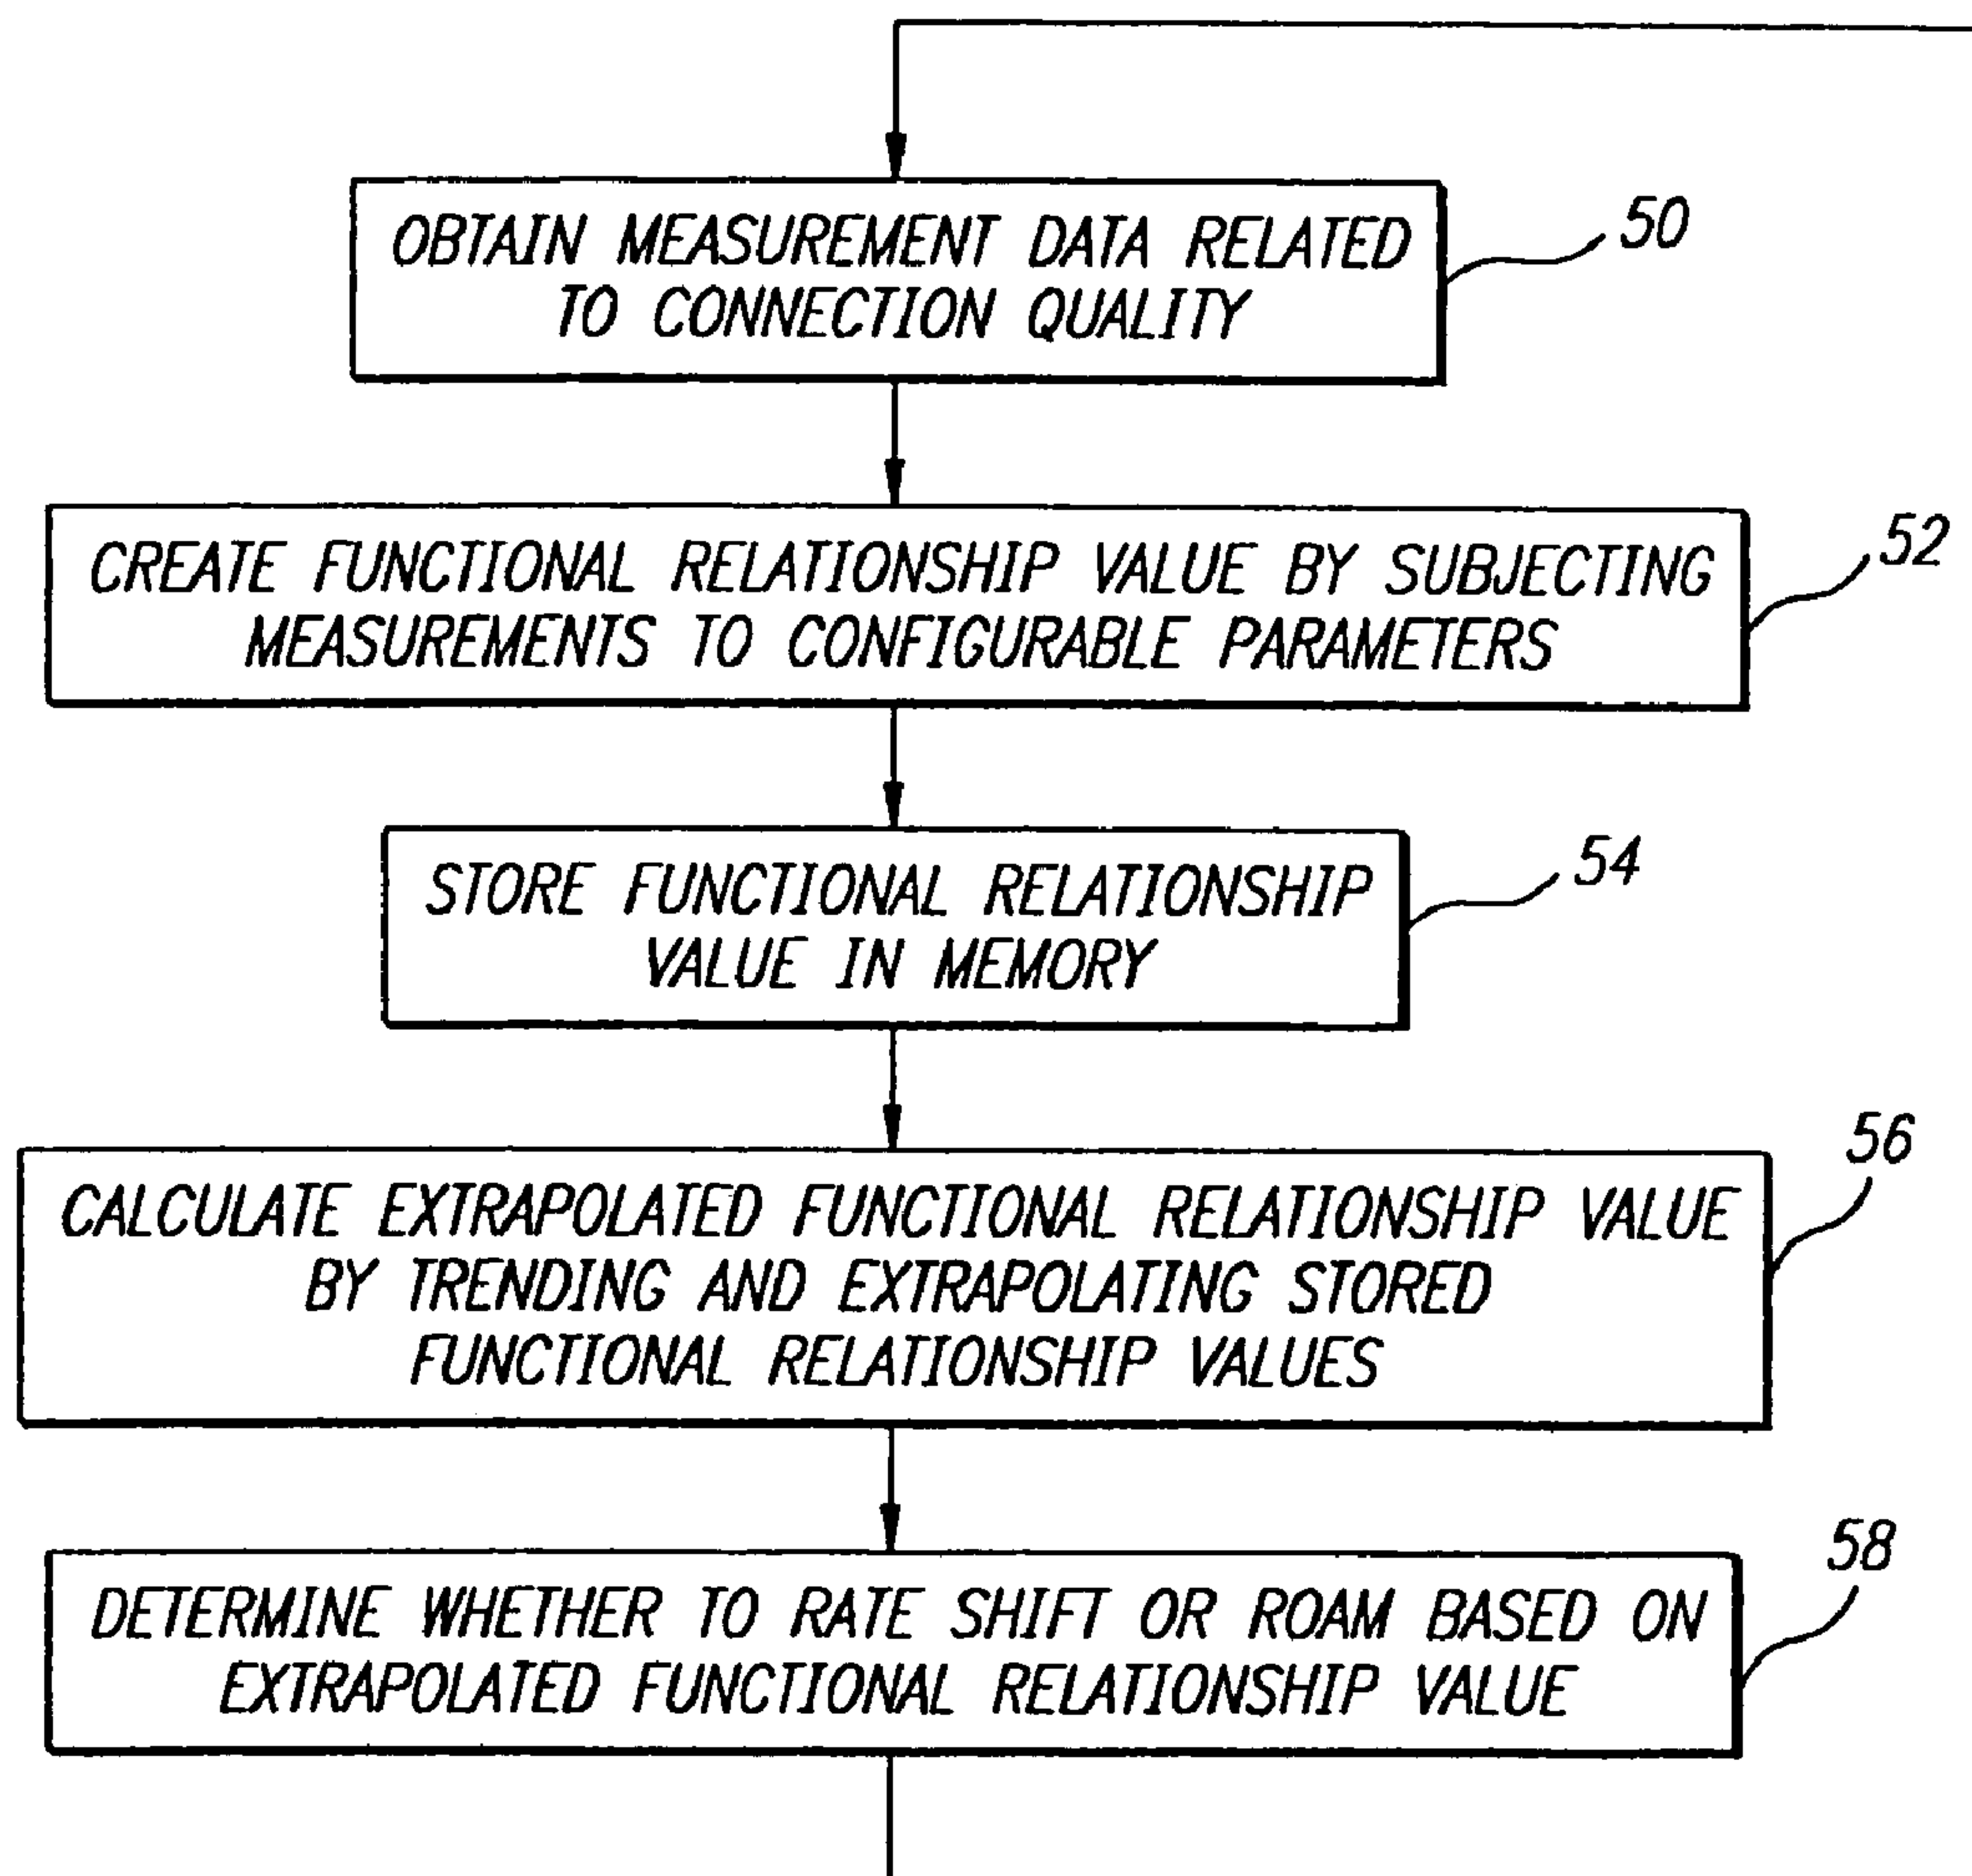 OBTAIN MEASUREMENT DATA RELATED
TO CONNECTION QUALITY
50
CREATE FUNCTIONAL RELATIONSHIP VALUE BY SUBJECTING
MEASUREMENTS TO CONFIGURABLE PARAMETERS
52
STORE FUNCTIONAL RELATIONSHIP
VALUE IN MEMORY
54
CALCULATE EXTRAPOLATED FUNCTIONAL RELATIONSHIP VALUE
BY TRENDING AND EXTRAPOLATING STORED
FUNCTIONAL RELATIONSHIP VALUES
56
DETERMINE WHETHER TO RATE SHIFT OR ROAM BASED ON
EXTRAPOLATED FUNCTIONAL RELATIONSHIP VALUE
58